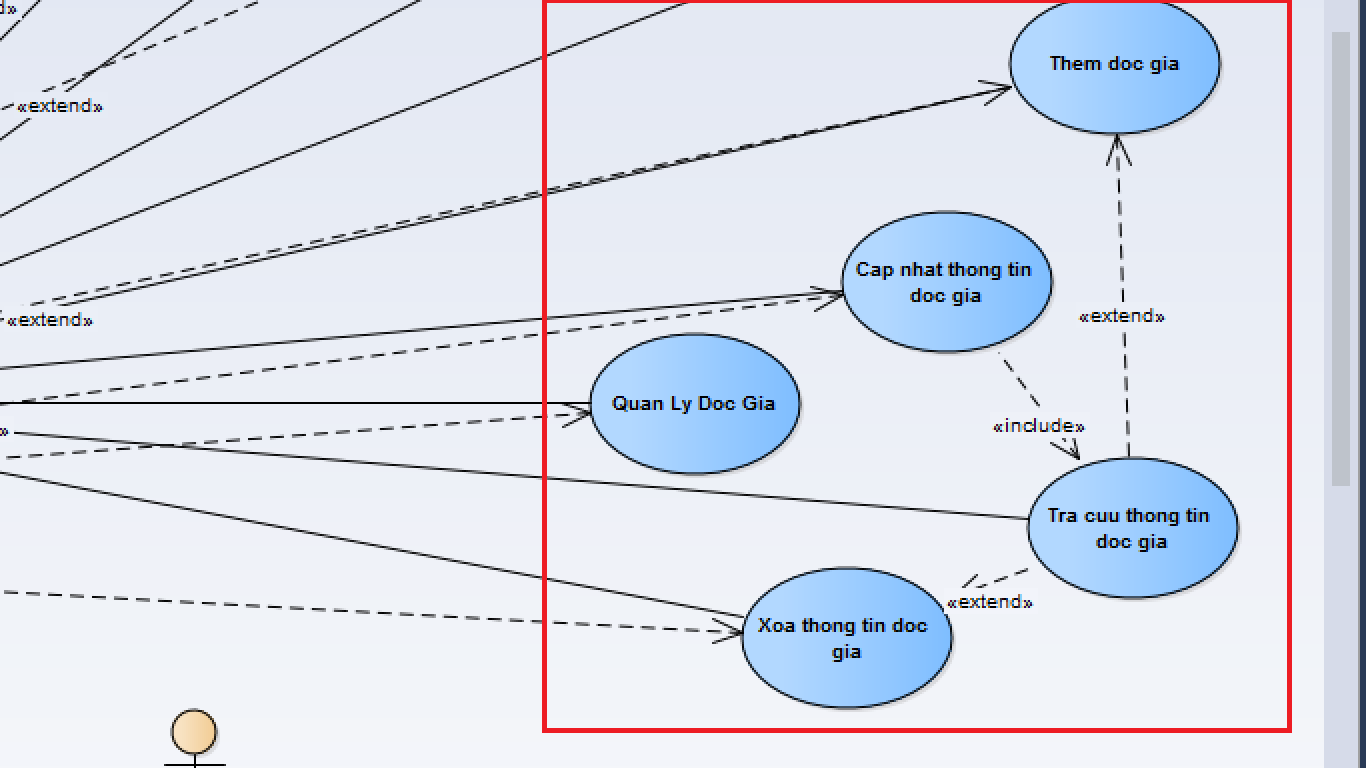 d»
Them doc gia
«extend»
Cap nhat thong tin
doc gia
«extend»
«extend»
Quan Ly Doc Gia
«include»
»
Tra cuu thong tin
doc gia
«extend»
Xoa thong tin doc
gia